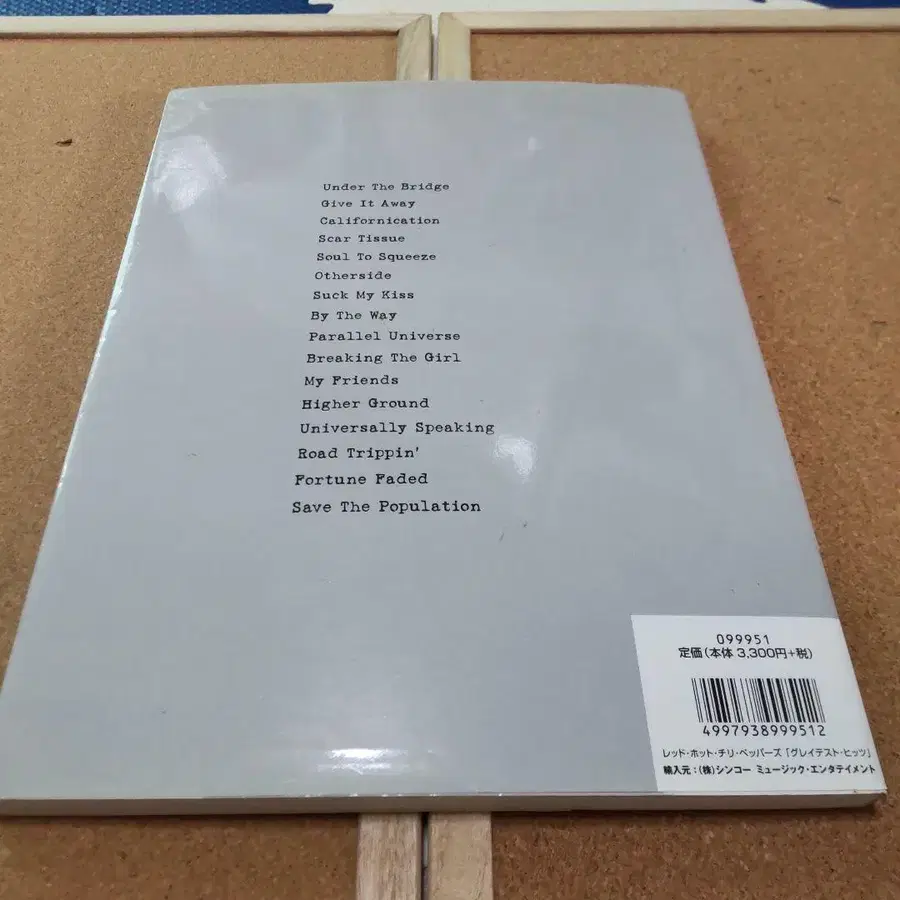 Under The Bridge
Give It Away
Californication
Scar Tissue
Soul To Squeeze
Otherside
Suck My Kiss
By The Way
Parallel Universe
Breaking The Girl
My Friends
Higher Ground
Universally Speaking
Road Trippin'
Fortune Faded
Save The Population
099951
定価(本体 3,300円+税)
4997938999512
レッド・ホット・チリ・ペッパーズ「グレイテスト・ヒッツ」
輸入元:(株)シンコー ミュージック・エンタテイメント